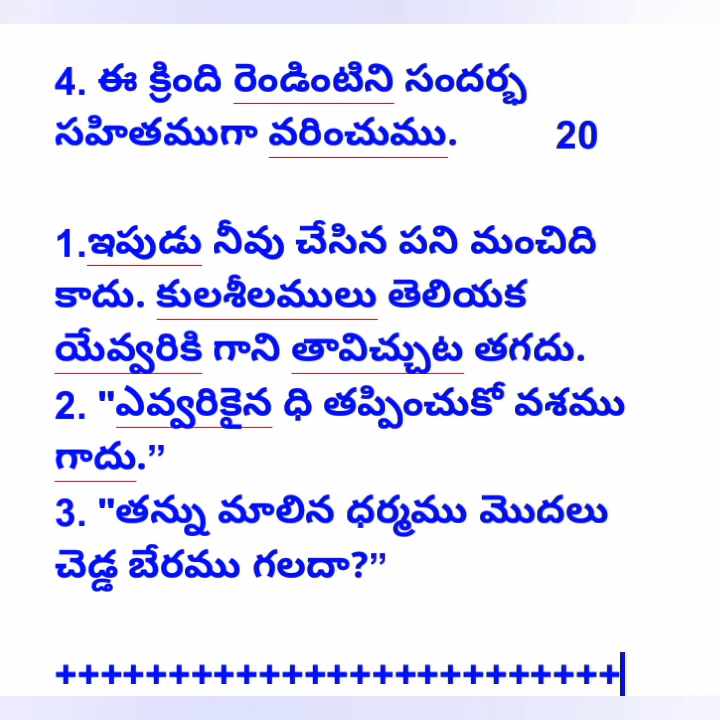 4. ఈ క్రింది రెండింటిని సందర్భ
సహితముగా వరించుము. 20
1.ఇపుడు నీవు చేసిన పని మంచిది
కాదు. కులశీలములు తెలియక
యేవ్వరికి గాని తావిచ్చుట తగదు.
2. "ఎవ్వరికైన ధి తప్పించుకో వశము
గాదు.”
3. "తన్ను మాలిన ధర్మము మొదలు
చెడ్డ బేరము గలదా?”
+++++++++++++++++++++++++